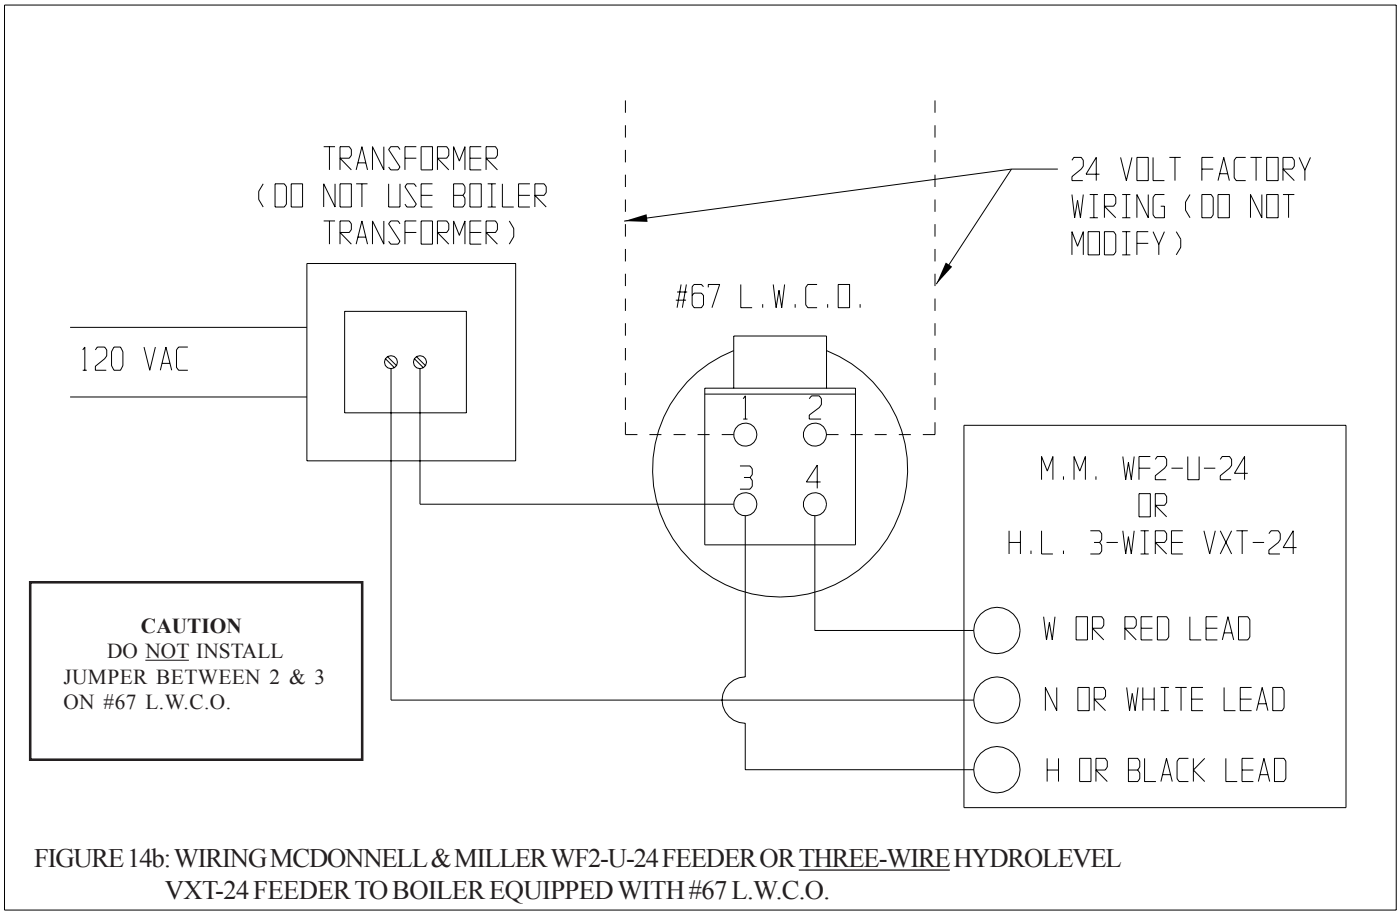 TRANSFORMER
(DO NOT USE BOILER
TRANSFORMER)
24 VOLT FACTORY
WIRING (DO NOT
MODIFY)
#67 L.W.C.O.
120 VAC
1 2
3 4
M.M. WF2-U-24
OR
H.L. 3-WIRE VXT-24
W OR RED LEAD
N OR WHITE LEAD
H OR BLACK LEAD
CAUTION
DO NOT INSTALL
JUMPER BETWEEN 2 & 3
ON #67 L.W.C.O.
FIGURE 14b: WIRING MCDONNELL & MILLER WF2-U-24 FEEDER OR THREE-WIRE HYDROLEVEL
VXT-24 FEEDER TO BOILER EQUIPPED WITH #67 L.W.C.O.